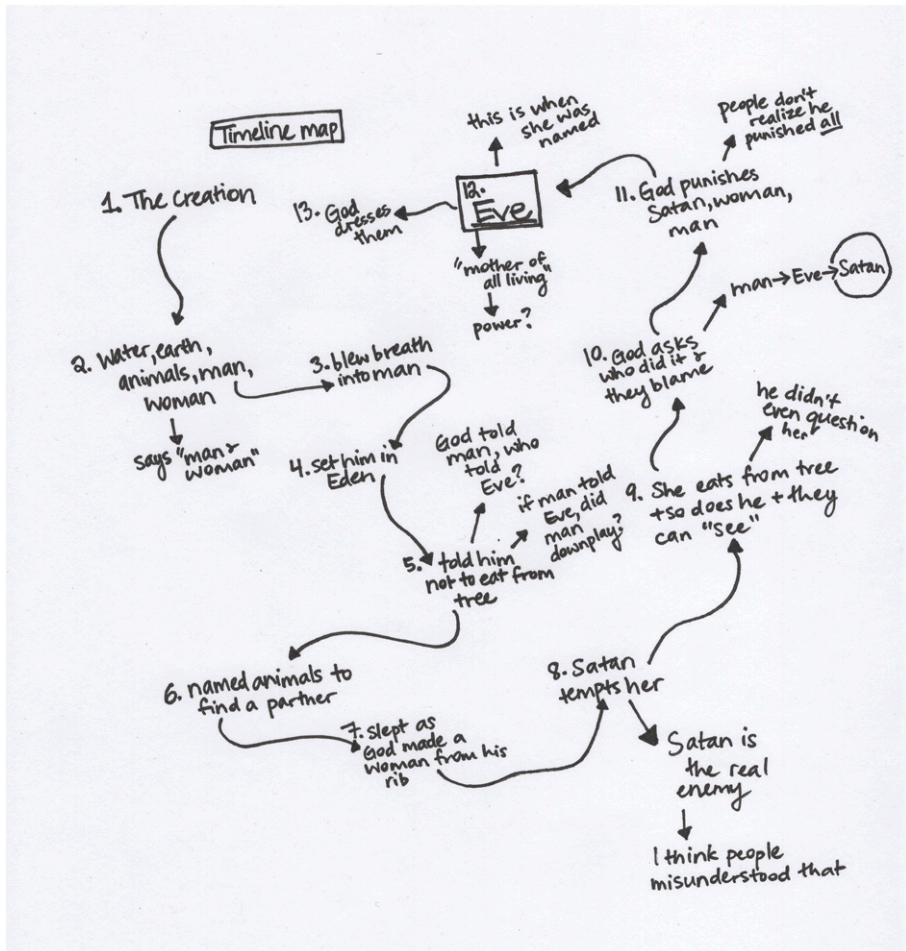 Timeline map
1. The creation
2. Water, earth,
animals, man,
woman
says "man &
woman"
3. blew breath
into man
4. set him in
Eden
5. told him
not to eat from
tree
God told
man, who
told
Eve?
if man told
Eve, did
man
downplay?
6. named animals to
find a partner
7. slept as
God made a
woman from his
rib
8. Satan
tempts her
Satan is
the real
enemy
I think people
misunderstood that
9. She eats from tree
+ so does he + they
can "see"
he didn't
even question
her
10. God asks
who did it &
they blame
man → Eve → Satan
11. God punishes
Satan, woman,
man
people don't
realize he
punished all
12.
Eve
this is when
she was
named
"mother of
all living"
power?
13. God
dresses
them